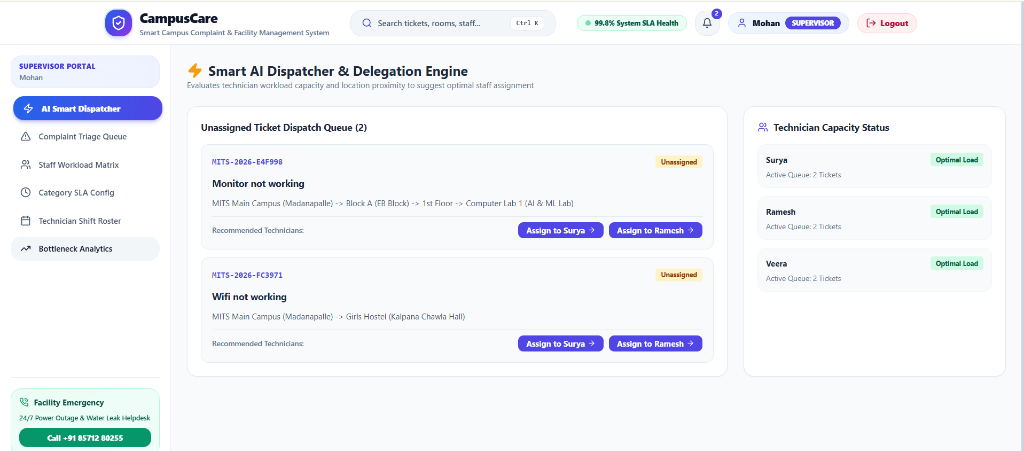 CampusCare
Smart Campus Complaint & Facility Management System
Search tickets, rooms, staff...
Ctrl K
99.8% System SLA Health
2
Mohan
SUPERVISOR
Logout
SUPERVISOR PORTAL
Mohan
AI Smart Dispatcher
Complaint Triage Queue
Staff Workload Matrix
Category SLA Config
Technician Shift Roster
Bottleneck Analytics
Facility Emergency
24/7 Power Outage & Water Leak Helpdesk
Call +91 85712 80255
Smart AI Dispatcher & Delegation Engine
Evaluates technician workload capacity and location proximity to suggest optimal staff assignment
Unassigned Ticket Dispatch Queue (2)
MITS-2026-E4F998
Unassigned
Monitor not working
MITS Main Campus (Madanapalle) -> Block A (EB Block) -> 1st Floor -> Computer Lab 1 (AI & ML Lab)
Recommended Technicians:
Assign to Surya →
Assign to Ramesh →
MITS-2026-FC3971
Unassigned
Wifi not working
MITS Main Campus (Madanapalle) -> Girls Hostel (Kalpana Chawla Hall)
Recommended Technicians:
Assign to Surya →
Assign to Ramesh →
Technician Capacity Status
Surya
Optimal Load
Active Queue: 2 Tickets
Ramesh
Optimal Load
Active Queue: 2 Tickets
Veera
Optimal Load
Active Queue: 2 Tickets